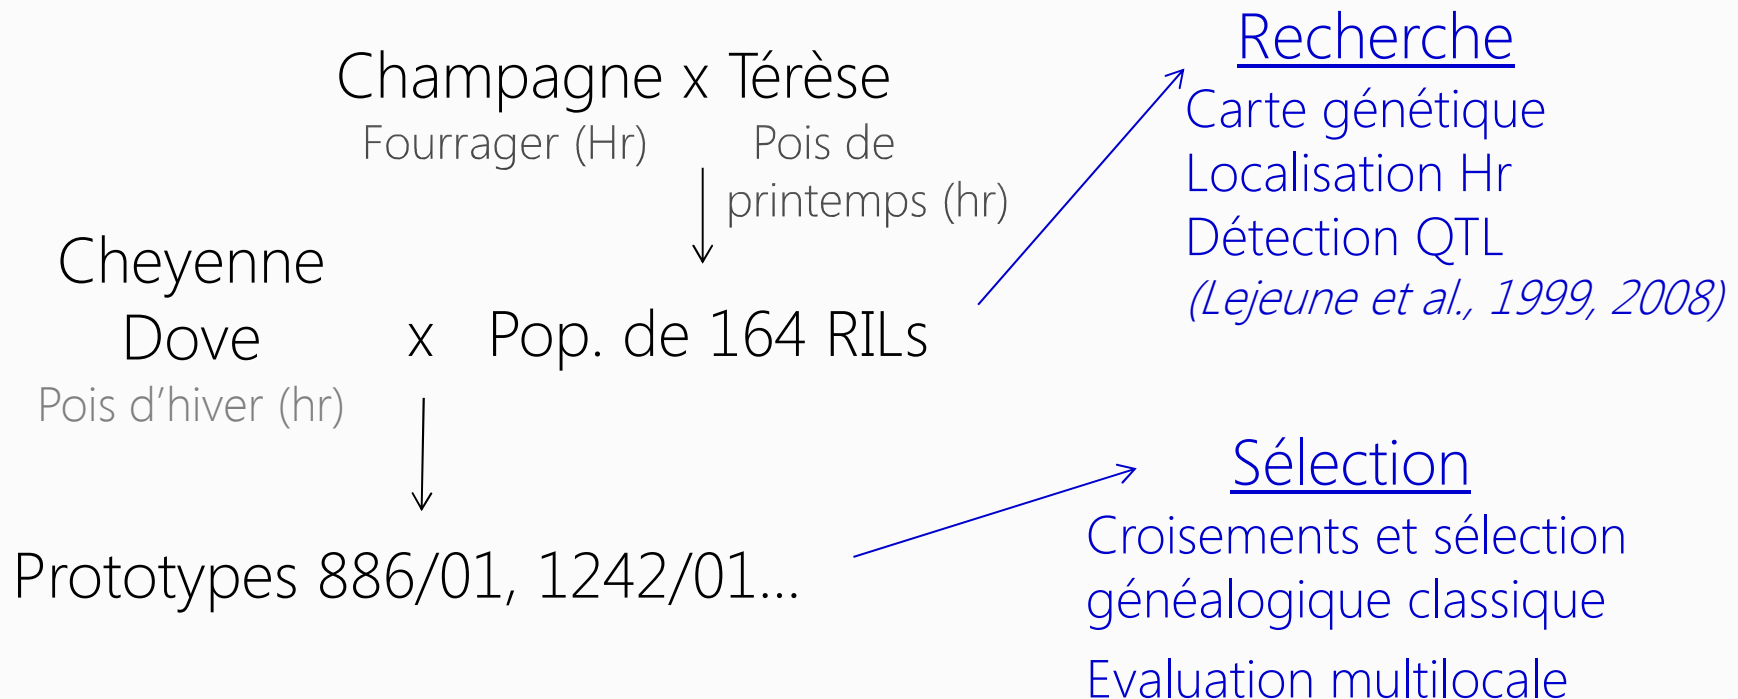 Champagne x Térèse
Fourrager (Hr)
Pois de
printemps (hr)
Cheyenne
Dove
x Pop. de 164 RILs
Pois d’hiver (hr)
Prototypes 886/01, 1242/01...
Recherche
Carte génétique
Localisation Hr
Détection QTL
(Lejeune et al., 1999, 2008)
Sélection
Croisements et sélection
généalogique classique
Evaluation multilocale